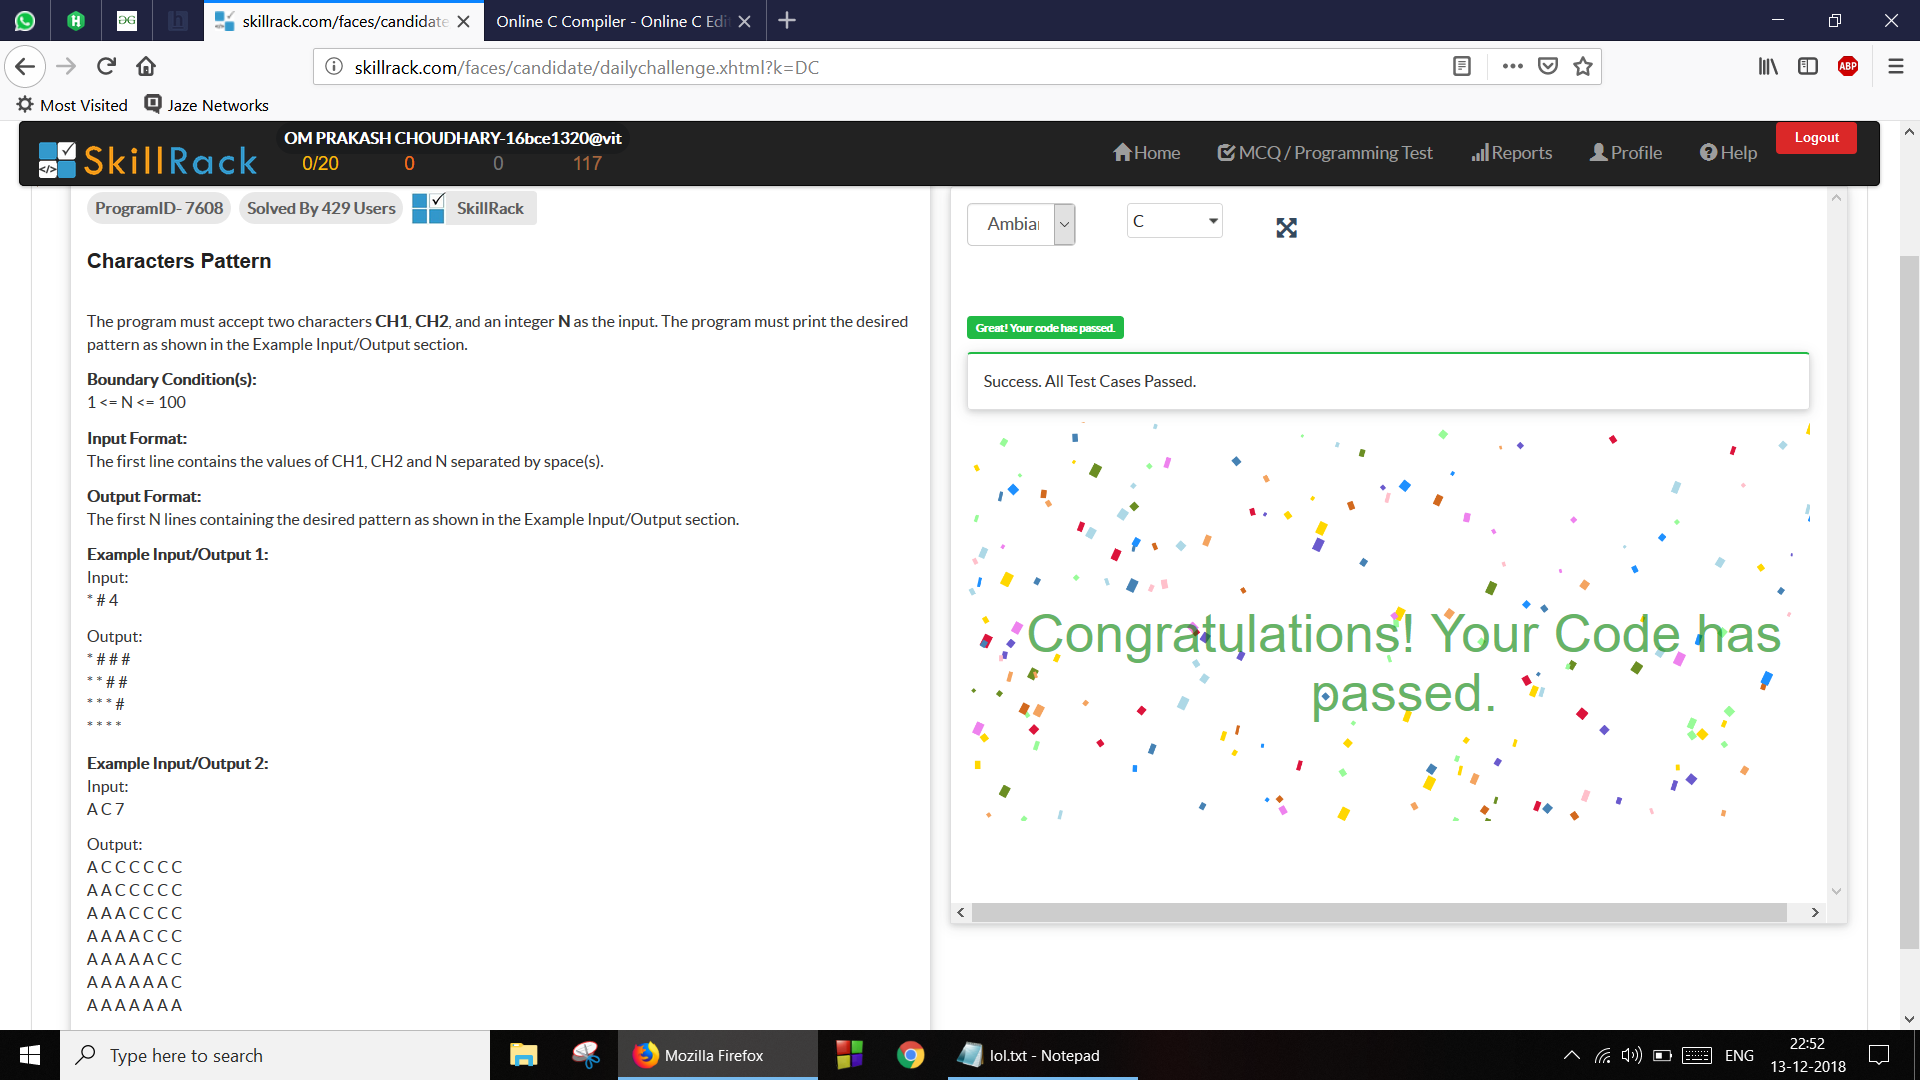 skillrack.com/faces/candidate
Online C Compiler - Online C Edi
skillrack.com/faces/candidate/dailychallenge.xhtml?k=DC
ABP
Most Visited
Jaze Networks
SkillRack
OM PRAKASH CHOUDHARY-16bce1320@vit
0/20 0 0 117
Home
MCQ / Programming Test
Reports
Profile
Help
Logout
ProgramID- 7608
Solved By 429 Users
SkillRack
Characters Pattern
The program must accept two characters CH1, CH2, and an integer N as the input. The program must print the desired
pattern as shown in the Example Input/Output section.
Boundary Condition(s):
1 <= N <= 100
Input Format:
The first line contains the values of CH1, CH2 and N separated by space(s).
Output Format:
The first N lines containing the desired pattern as shown in the Example Input/Output section.
Example Input/Output 1:
Input:
* # 4
Output:
* # # #
* * # #
* * * #
* * * *
Example Input/Output 2:
Input:
A C 7
Output:
A C C C C C C
A A C C C C C
A A A C C C C
A A A A C C C
A A A A A C C
A A A A A A C
A A A A A A A
Ambiar
C
Great! Your code has passed.
Success. All Test Cases Passed.
Congratulations! Your Code has
passed.
Type here to search
Mozilla Firefox
lol.txt - Notepad
ENG
22:52
13-12-2018